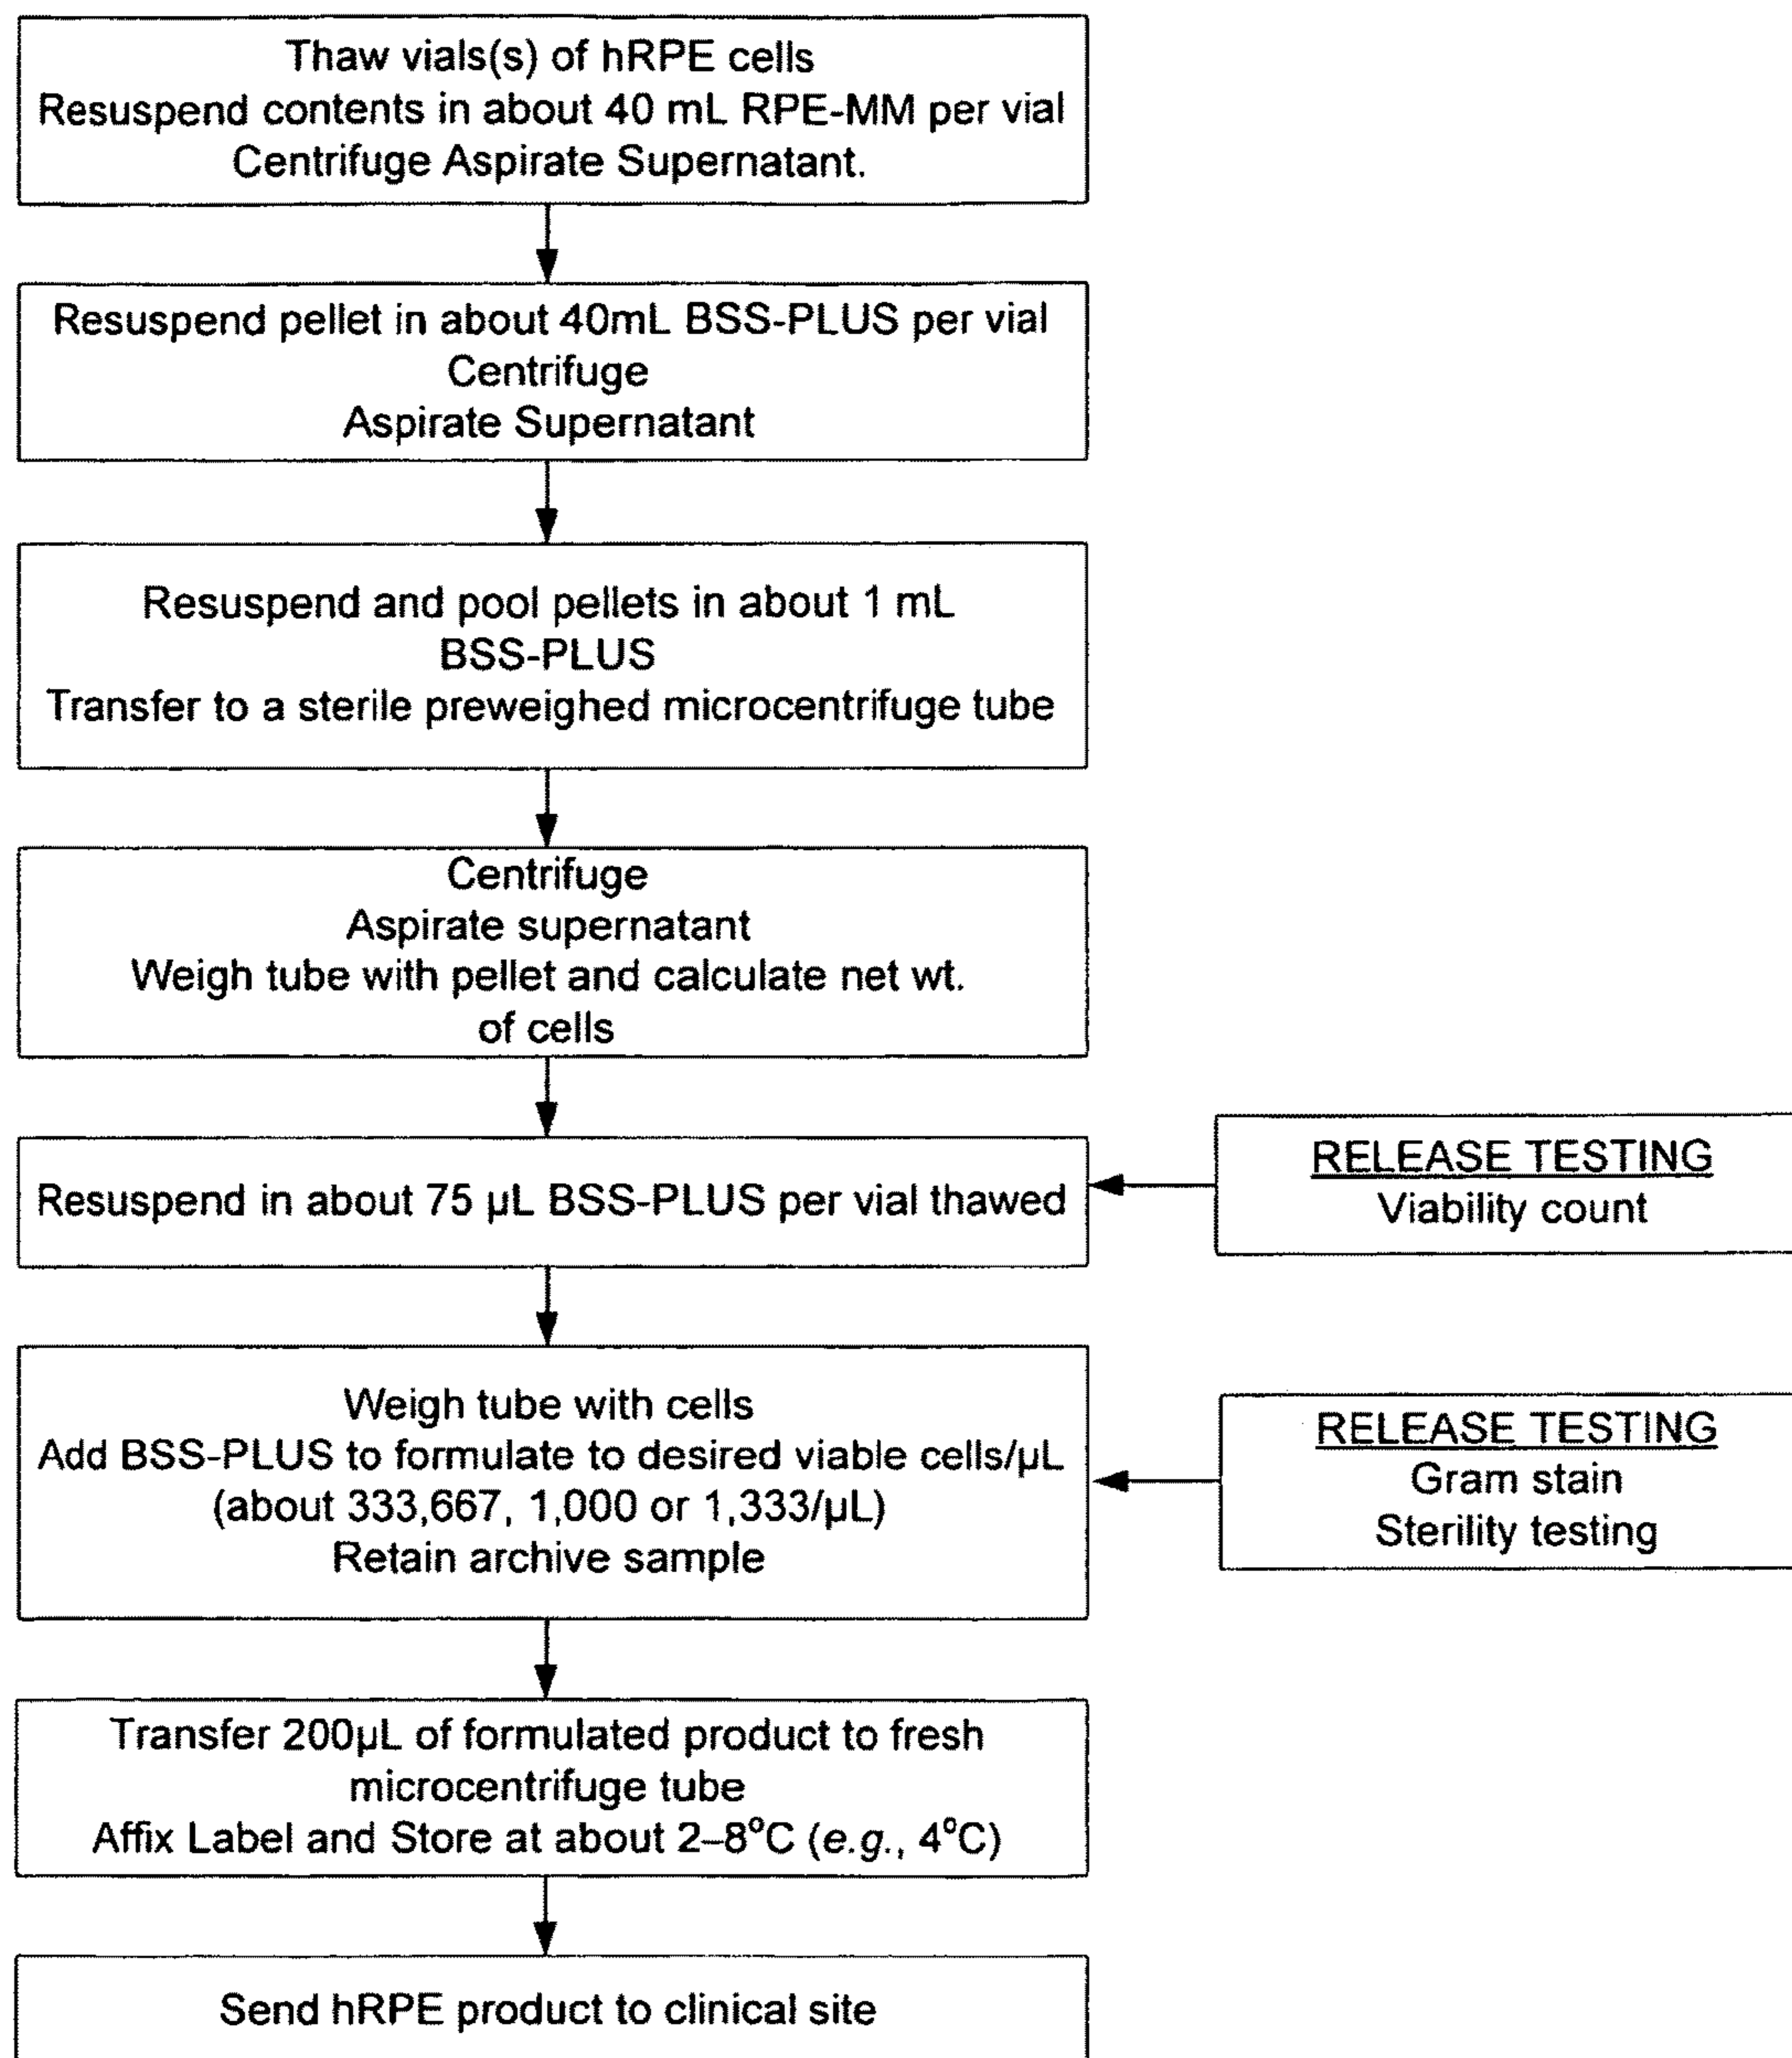 Thaw vials(s) of hRPE cells
Resuspend contents in about 40 mL RPE-MM per vial
Centrifuge Aspirate Supernatant.
Resuspend pellet in about 40mL BSS-PLUS per vial
Centrifuge
Aspirate Supernatant
Resuspend and pool pellets in about 1 mL
BSS-PLUS
Transfer to a sterile preweighed microcentrifuge tube
Centrifuge
Aspirate supernatant
Weigh tube with pellet and calculate net wt.
of cells
Resuspend in about 75 µL BSS-PLUS per vial thawed
RELEASE TESTING
Viability count
Weigh tube with cells
Add BSS-PLUS to formulate to desired viable cells/µL
(about 333,667, 1,000 or 1,333/µL)
Retain archive sample
RELEASE TESTING
Gram stain
Sterility testing
Transfer 200µL of formulated product to fresh
microcentrifuge tube
Affix Label and Store at about 2–8°C (e.g., 4°C)
Send hRPE product to clinical site